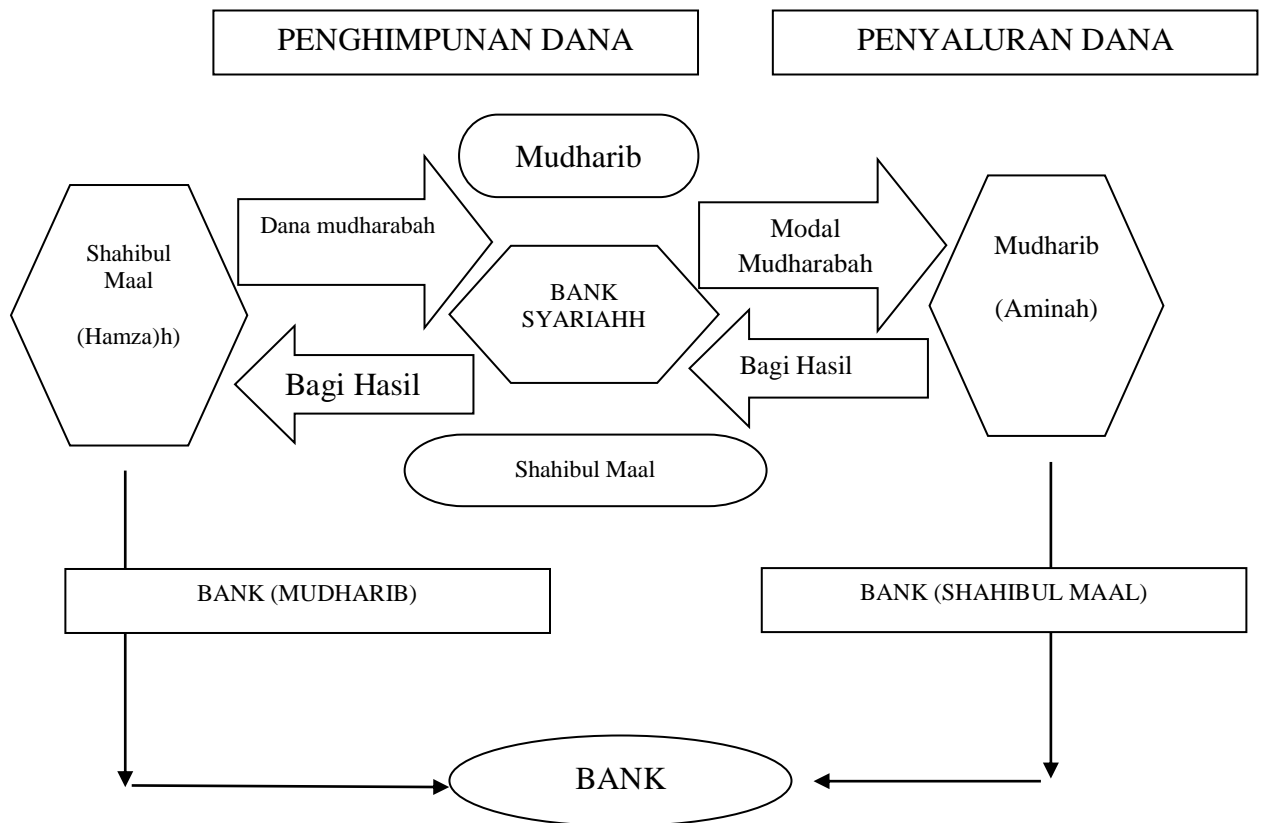 PENGHIMPUNAN DANA
PENYALURAN DANA
Mudharib
Shahibul
Maal
(Hamza)h)
Dana mudharabah
BANK
SYARIAHH
Modal
Mudharabah
Mudharib
(Aminah)
Bagi Hasil
Bagi Hasil
Shahibul Maal
BANK (MUDHARIB)
BANK (SHAHIBUL MAAL)
BANK